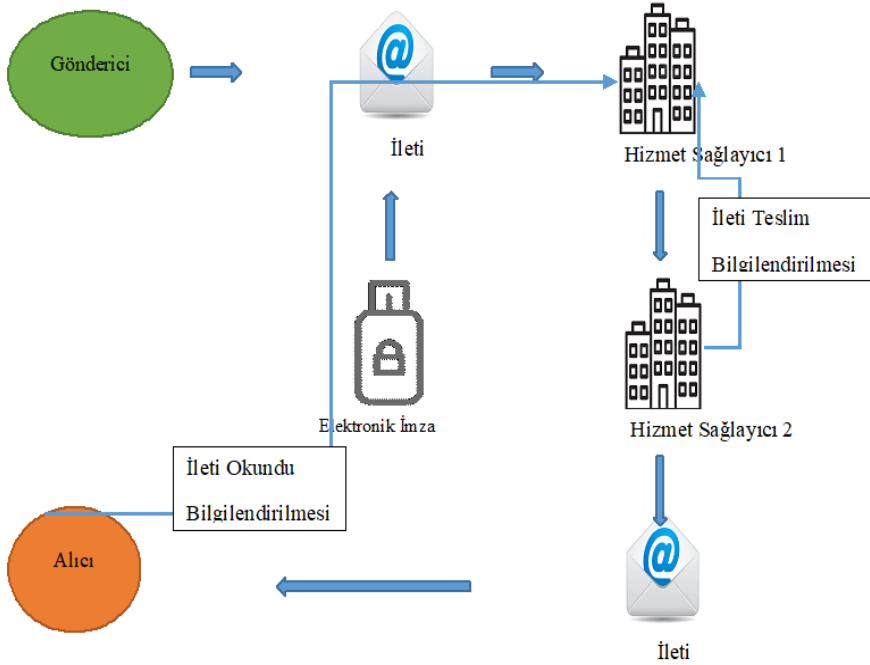 Gönderici
İleti
Hizmet Sağlayıcı 1
İleti Teslim
Bilgilendirilmesi
Elektronik İmza
Hizmet Sağlayıcı 2
İleti Okundu
Bilgilendirilmesi
Alıcı
İleti